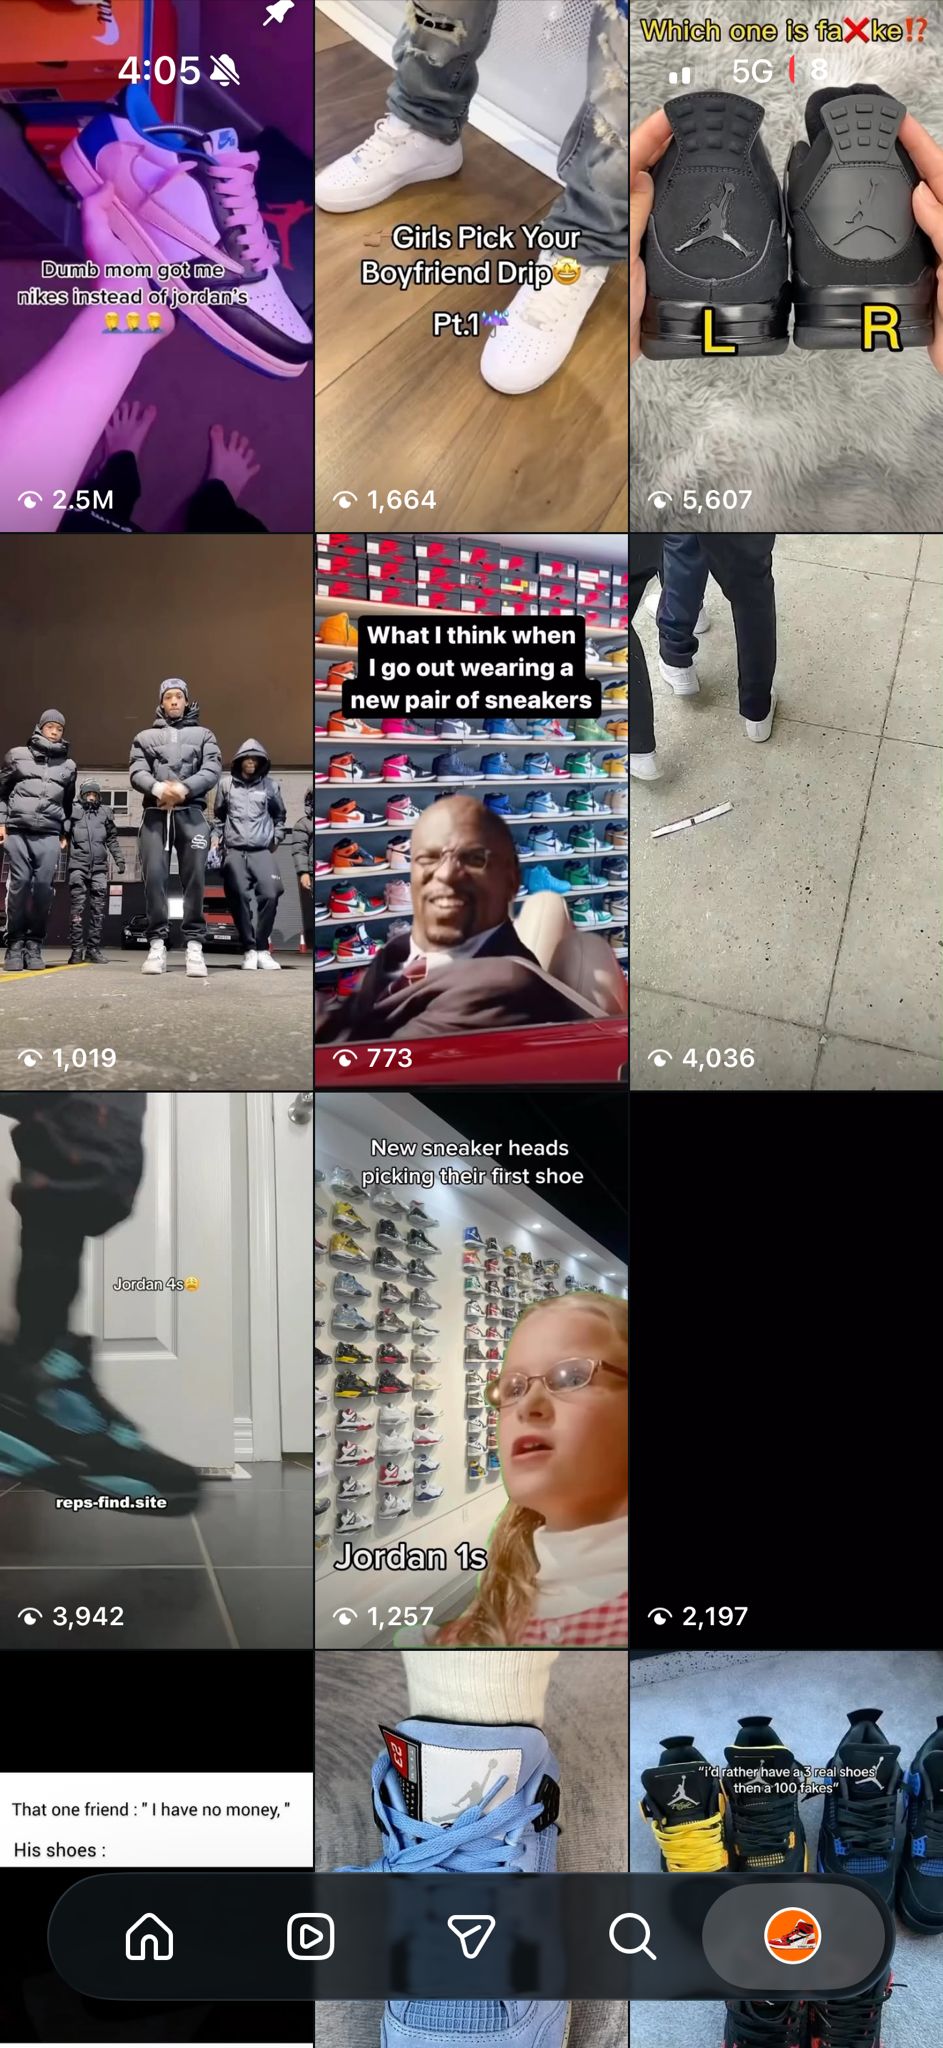 Which one is fa❌ke⁉️
4:05
5G
8
Dumb mom got me
nikes instead of jordan's
🤦🤦🤦
2.5M
Girls Pick Your
Boyfriend Drip🤩
Pt.1☔
1,664
L
R
5,607
1,019
What I think when
I go out wearing a
new pair of sneakers
773
4,036
Jordan 4s😩
reps-find.site
3,942
New sneaker heads
picking their first shoe
Jordan 1s
1,257
2,197
That one friend : " I have no money, "
His shoes :
23
"i'd rather have a 3 real shoes
then a 100 fakes"